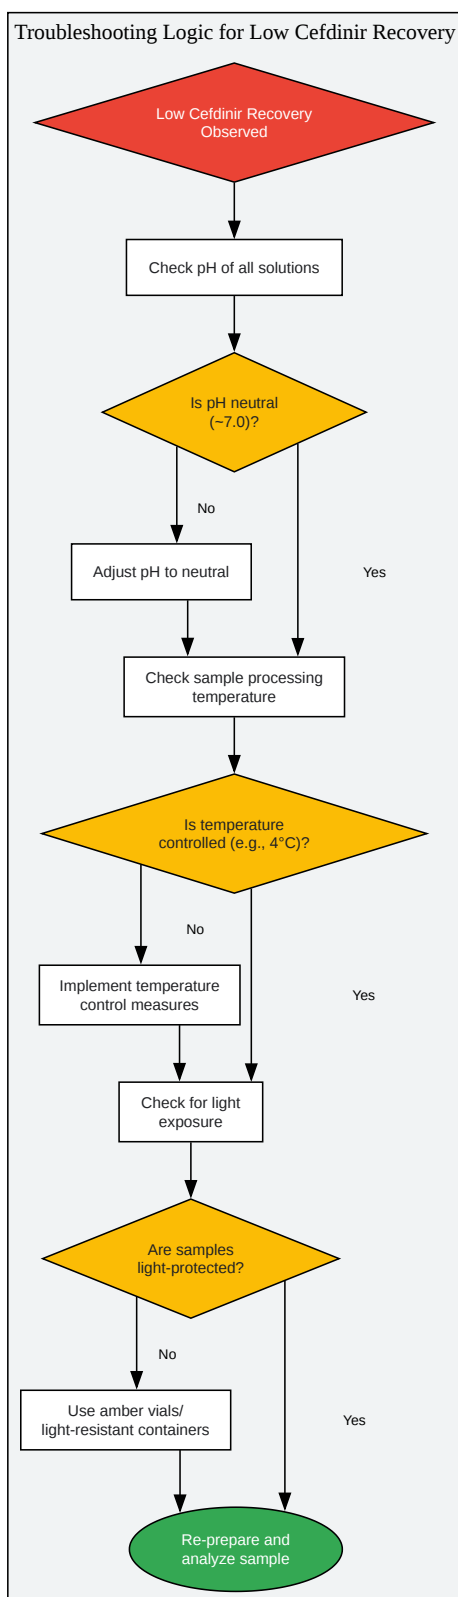 Troubleshooting Logic for Low Cefdinir Recovery
Low Cefdinir Recovery
Observed
Check pH of all solutions
Is pH neutral
(~7.0)?
No
Adjust pH to neutral
Yes
Check sample processing
temperature
Is temperature
controlled (e.g., 4°C)?
No
Implement temperature
control measures
Yes
Check for light
exposure
Are samples
light-protected?
No
Use amber vials/
light-resistant containers
Yes
Re-prepare and
analyze sample